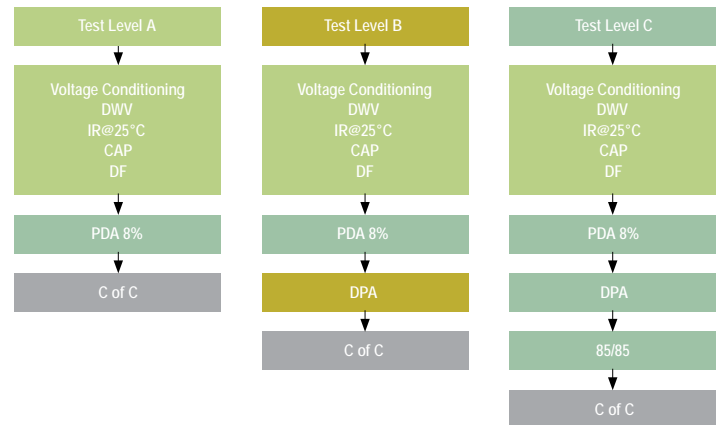 Test Level A
Voltage Conditioning
DWV
IR@25°C
CAP
DF
PDA 8%
C of C
Test Level B
Voltage Conditioning
DWV
IR@25°C
CAP
DF
PDA 8%
DPA
C of C
Test Level C
Voltage Conditioning
DWV
IR@25°C
CAP
DF
PDA 8%
DPA
85/85
C of C